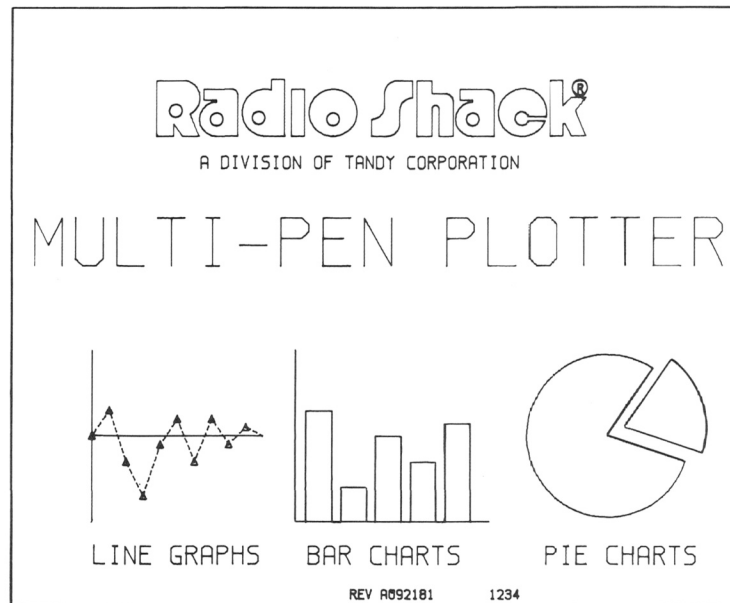 Radio Shack®
A DIVISION OF TANDY CORPORATION
MULTI-PEN PLOTTER
LINE GRAPHS BAR CHARTS PIE CHARTS
REV A092181 1234